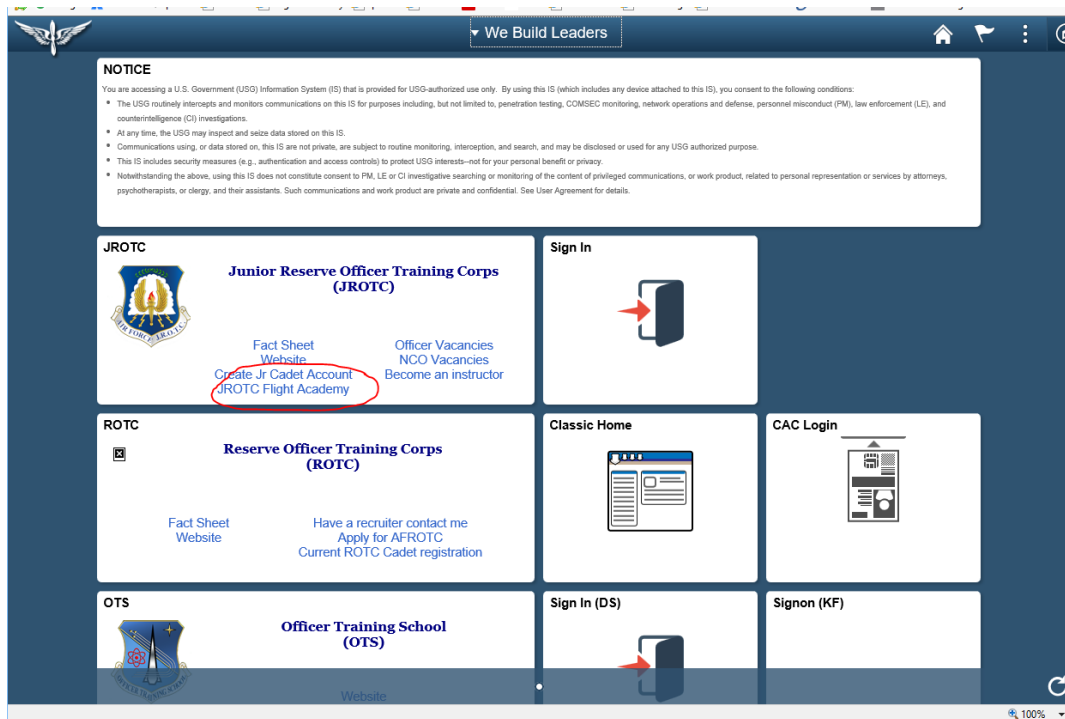 We Build Leaders
NOTICE
You are accessing a U.S. Government (USG) Information System (IS) that is provided for USG-authorized use only. By using this IS (which includes any device attached to this IS), you consent to the following conditions:
The USG routinely intercepts and monitors communications on this IS for purposes including, but not limited to, penetration testing, COMSEC monitoring, network operations and defense, personnel misconduct (PM), law enforcement (LE), and
counterintelligence (CI) investigations.
At any time, the USG may inspect and seize data stored on this IS.
Communications using, or data stored on, this IS are not private, are subject to routine monitoring, interception, and search, and may be disclosed or used for any USG authorized purpose.
This IS includes security measures (e.g., authentication and access controls) to protect USG interests--not for your personal benefit or privacy.
Notwithstanding the above, using this IS does not constitute consent to PM, LE or CI investigative searching or monitoring of the content of privileged communications, or work product, related to personal representation or services by attorneys,
psychotherapists, or clergy, and their assistants. Such communications and work product are private and confidential. See User Agreement for details.
JROTC
Junior Reserve Officer Training Corps
(JROTC)
AIR FORCE J.R.O.T.C.
Fact Sheet
Officer Vacancies
Website
NCO Vacancies
Create Jr Cadet Account
Become an instructor
JROTC Flight Academy
Sign In
ROTC
Reserve Officer Training Corps
(ROTC)
Fact Sheet
Have a recruiter contact me
Website
Apply for AFROTC
Current ROTC Cadet registration
Classic Home
CAC Login
OTS
Officer Training School
(OTS)
Website
Sign In (DS)
Signon (KF)
100%